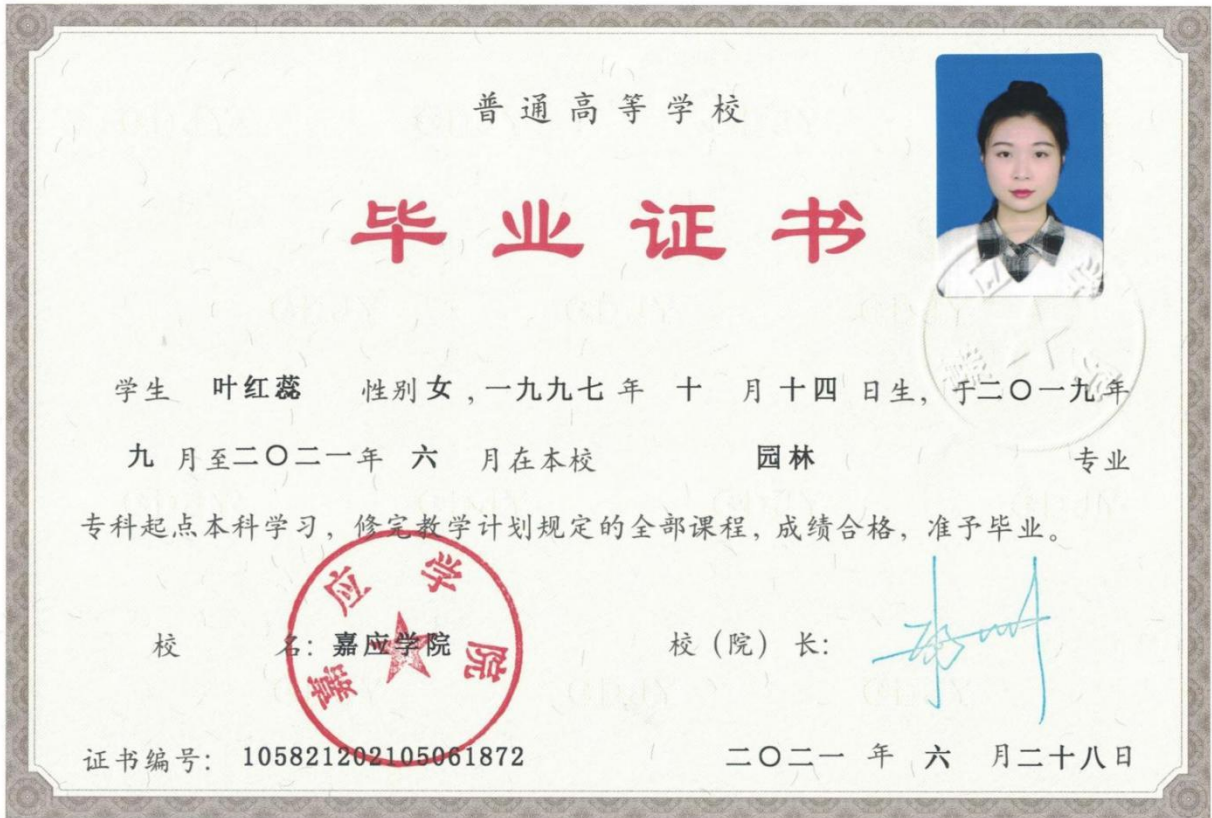 普通高等学校
毕业证书
学生 叶红蕊 性别 女 ，一九九七 年 十 月 十四 日生，于二〇一九年
九 月至二〇二一年 六 月在本校 园林 专业
专科起点本科学习，修完教学计划规定的全部课程，成绩合格，准予毕业。
校 名：嘉应学院 校（院）长：
嘉应学院
证书编号：105821202105061872 二〇二一 年 六 月二十八日